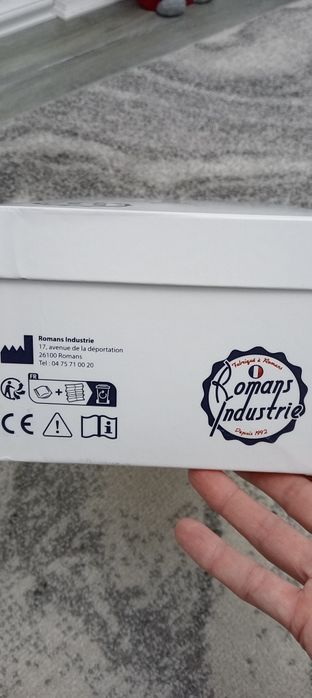 Romans Industrie
17, avenue de la déportation
26100 Romans
Tel : 04 75 71 00 20
FR
CE
Fabriqué à Romans
Romans
Industrie
Depuis 1992